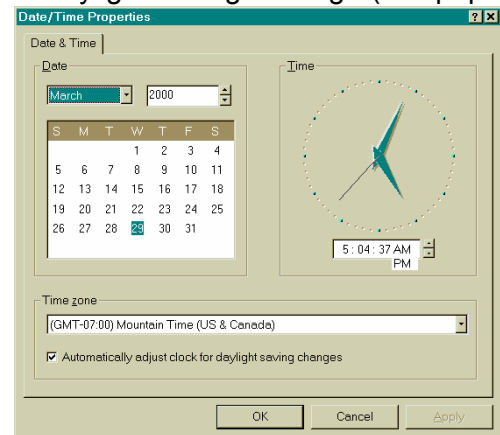 Date/Time Properties
Date & Time
Date
March 2000
S M T W T F S
1 2 3 4
5 6 7 8 9 10 11
12 13 14 15 16 17 18
19 20 21 22 23 24 25
26 27 28 29 30 31
Time
5 : 04 : 37 AM
PM
Time zone
(GMT-07:00) Mountain Time (US & Canada)
Automatically adjust clock for daylight saving changes
OK Cancel Apply